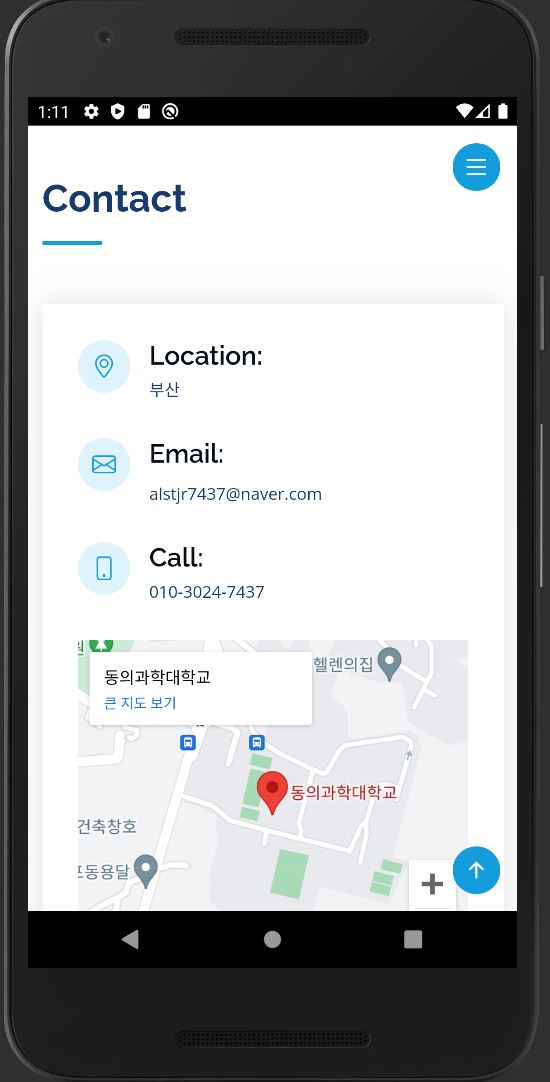 1:11
Contact
Location:
부산
Email:
alstjr7437@naver.com
Call:
010-3024-7437
원
동의과학대학교
큰 지도 보기
헬렌의집
동의과학대학교
건축창호
동용달
+